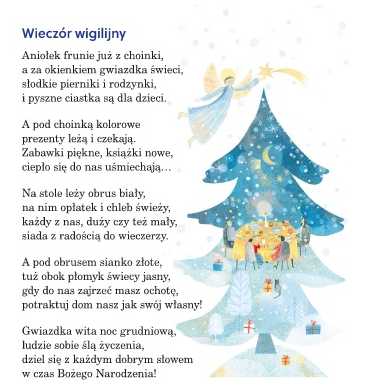 Wieczór wigilijny
Aniołek frunie już z choinki,
a za okienkiem gwiazdka świeci,
słodkie pierniki i rodzynki,
i pyszne ciastka są dla dzieci.
A pod choinką kolorowe
prezenty leżą i czekają.
Zabawki piękne, książki nowe,
ciepło się do nas uśmiechają…
Na stole leży obrus biały,
na nim opłatek i chleb świeży,
każdy z nas, duży czy też mały,
siada z radością do wieczerzy.
A pod obrusem sianko złote,
tuż obok płomyk świecy jasny,
gdy do nas zajrzeć masz ochotę,
potraktuj dom nasz jak swój własny!
Gwiazdka wita noc grudniową,
ludzie sobie ślą życzenia,
dziel się z każdym dobrym słowem
w czas Bożego Narodzenia!